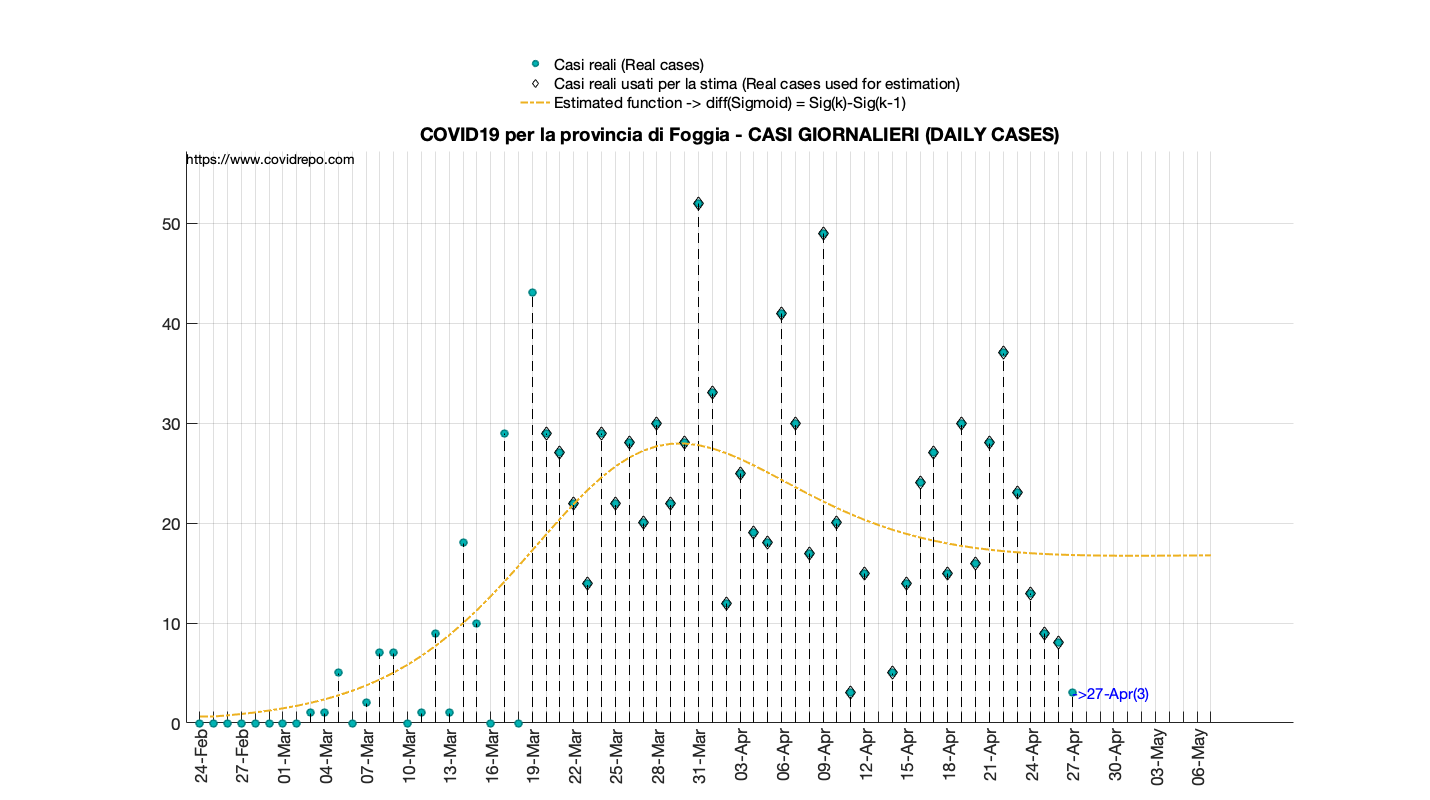 Casi reali (Real cases)
Casi reali usati per la stima (Real cases used for estimation)
Estimated function -> diff(Sigmoid) = Sig(k)-Sig(k-1)
COVID19 per la provincia di Foggia - CASI GIORNALIERI (DAILY CASES)
https://www.covidrepo.com
50
40
30
20
10
0
->27-Apr(3)
24-Feb
27-Feb
01-Mar
04-Mar
07-Mar
10-Mar
13-Mar
16-Mar
19-Mar
22-Mar
25-Mar
28-Mar
31-Mar
03-Apr
06-Apr
09-Apr
12-Apr
15-Apr
18-Apr
21-Apr
24-Apr
27-Apr
30-Apr
03-May
06-May